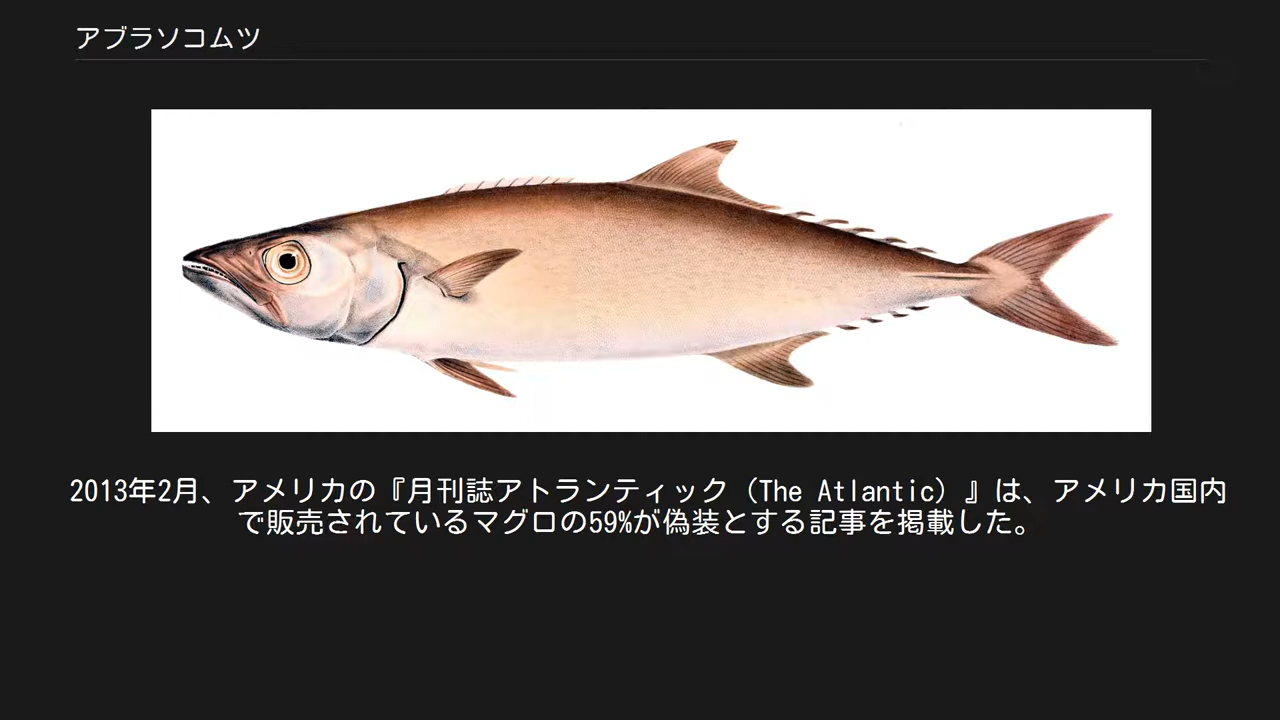 アブラソコムツ
2013年2月、アメリカの『月刊誌アトランティック（The Atlantic）』は、アメリカ国内
で販売されているマグロの59%が偽装とする記事を掲載した。